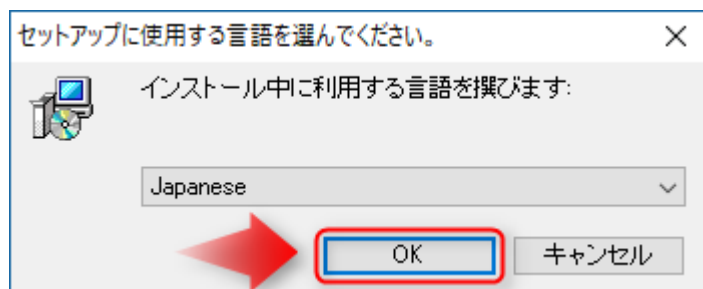 セットアップに使用する言語を選んでください。
インストール中に利用する言語を撰びます:
Japanese
OK キャンセル